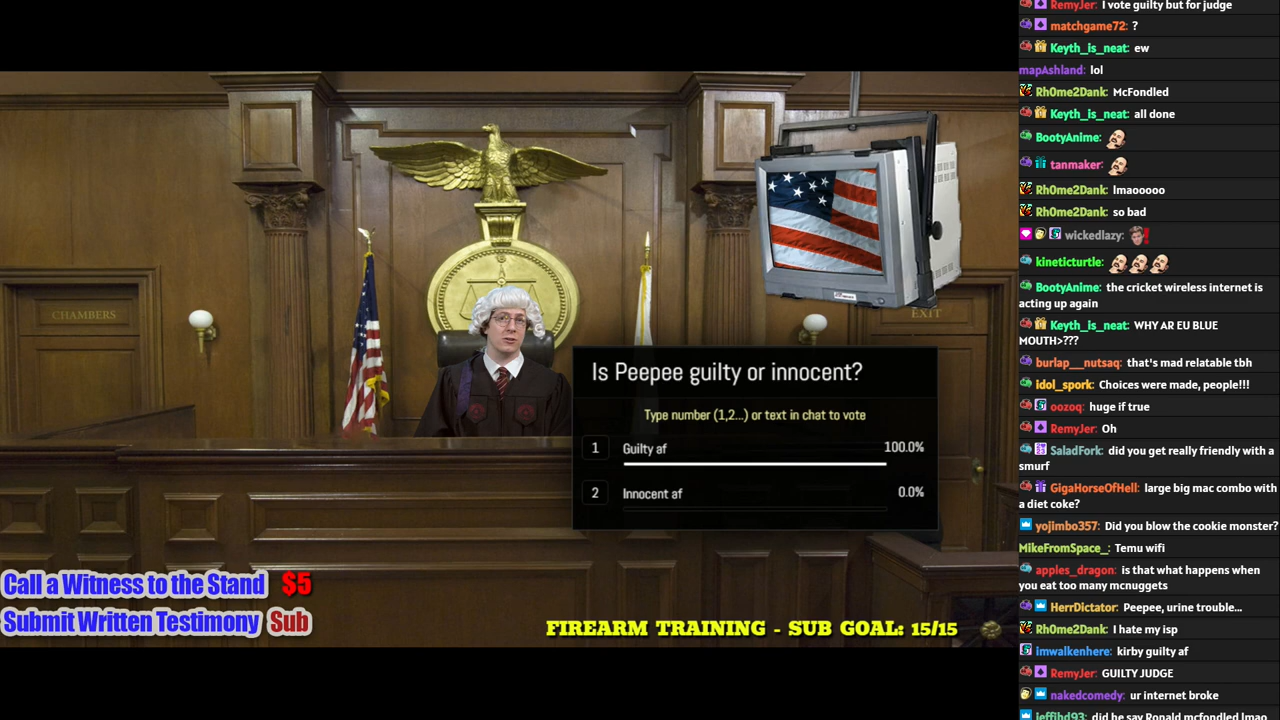 CHAMBERS
EXIT
Is Peepee guilty or innocent?
Type number (1,2...) or text in chat to vote
1 Guilty af 100.0%
2 Innocent af 0.0%
Call a Witness to the Stand $5
Submit Written Testimony Sub
FIREARM TRAINING - SUB GOAL: 15/15
RemyJer: I vote guilty but for judge
matchgame72: ?
Keyth_is_neat: ew
mapAshland: lol
Rh0me2Dank: McFondled
Keyth_is_neat: all done
BootyAnime:
tanmaker:
Rh0me2Dank: lmaooooo
Rh0me2Dank: so bad
wickedlazy:
kineticturtle:
BootyAnime: the cricket wireless internet is
acting up again
Keyth_is_neat: WHY AR EU BLUE
MOUTH>???
burlap__nutsaq: that's mad relatable tbh
idol_spork: Choices were made, people!!!
oozoq: huge if true
RemyJer: Oh
SaladFork: did you get really friendly with a
smurf
GigaHorseOfHell: large big mac combo with
a diet coke?
yojimbo357: Did you blow the cookie monster?
MikeFromSpace_: Temu wifi
apples_dragon: is that what happens when
you eat too many mcnuggets
HerrDictator: Peepee, urine trouble...
Rh0me2Dank: I hate my isp
imwalkenhere: kirby guilty af
RemyJer: GUILTY JUDGE
nakedcomedy: ur internet broke
jefflhd93: did he say Ronald mcfondled lmao